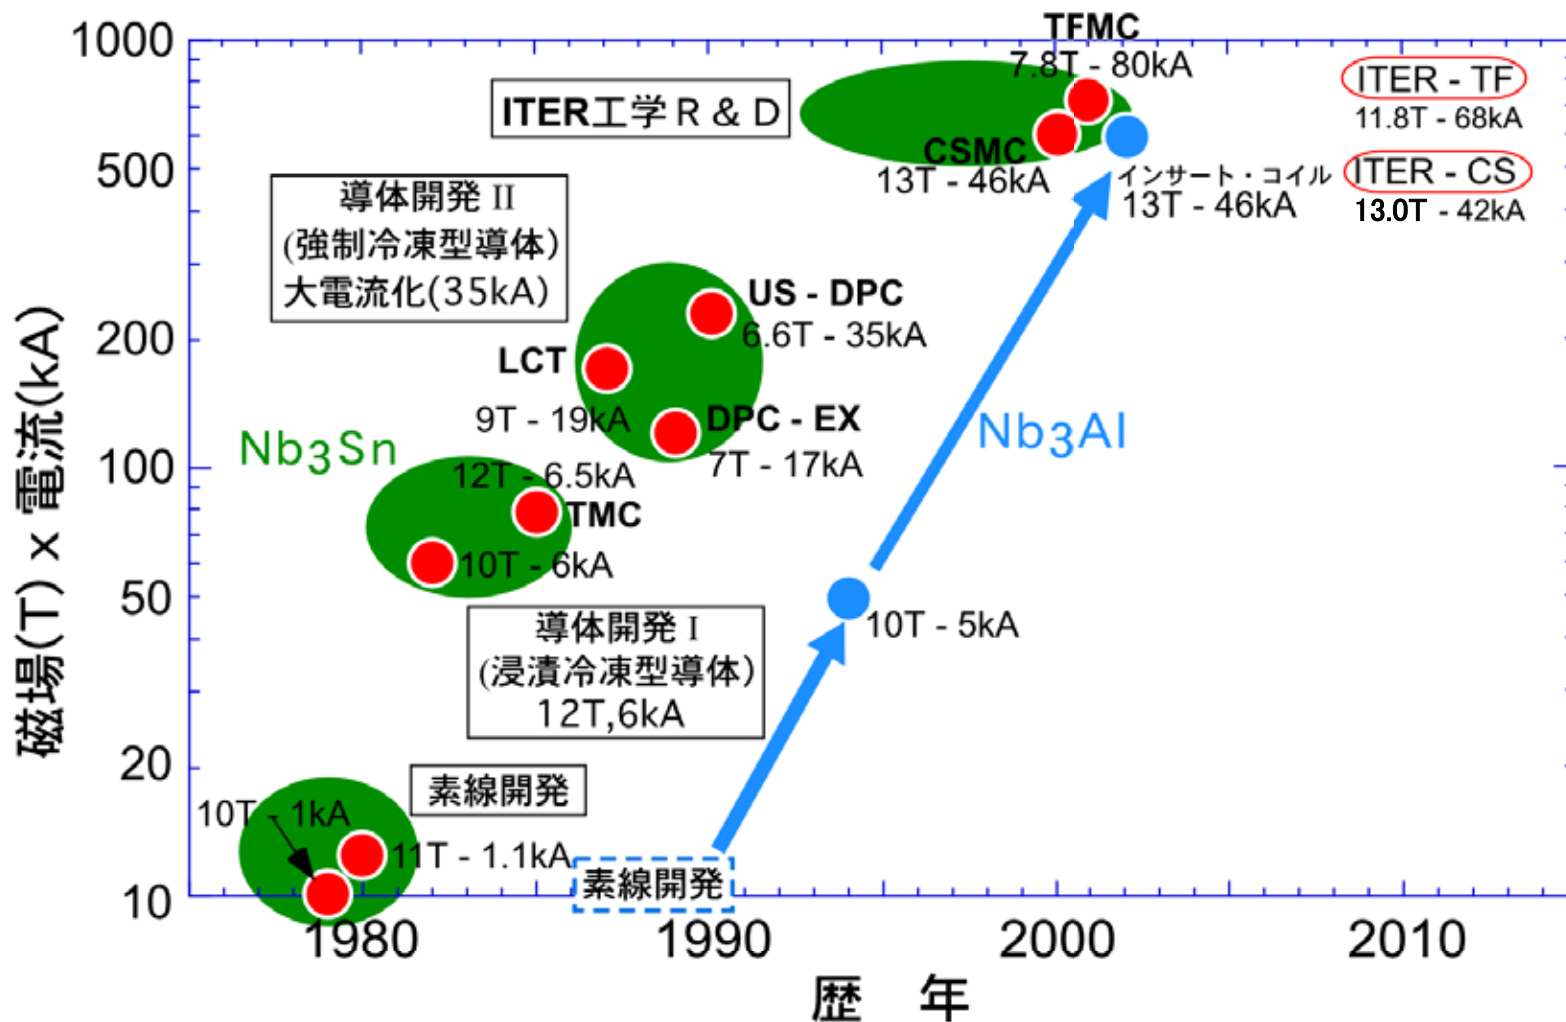 1000
500
200
100
50
20
10
磁場(T) x 電流(kA)
1980
1990
2000
2010
歴 年
TFMC
7.8T - 80kA
ITER工学 R & D
CSMC
13T - 46kA
インサート・コイル
13T - 46kA
ITER - TF
11.8T - 68kA
ITER - CS
13.0T - 42kA
導体開発 II
(強制冷凍型導体)
大電流化(35kA)
US - DPC
6.6T - 35kA
LCT
9T - 19kA
DPC - EX
7T - 17kA
Nb3Sn
Nb3Al
12T - 6.5kA
TMC
10T - 6kA
10T - 5kA
導体開発 I
(浸漬冷凍型導体)
12T,6kA
素線開発
10T - 1kA
11T - 1.1kA
素線開発